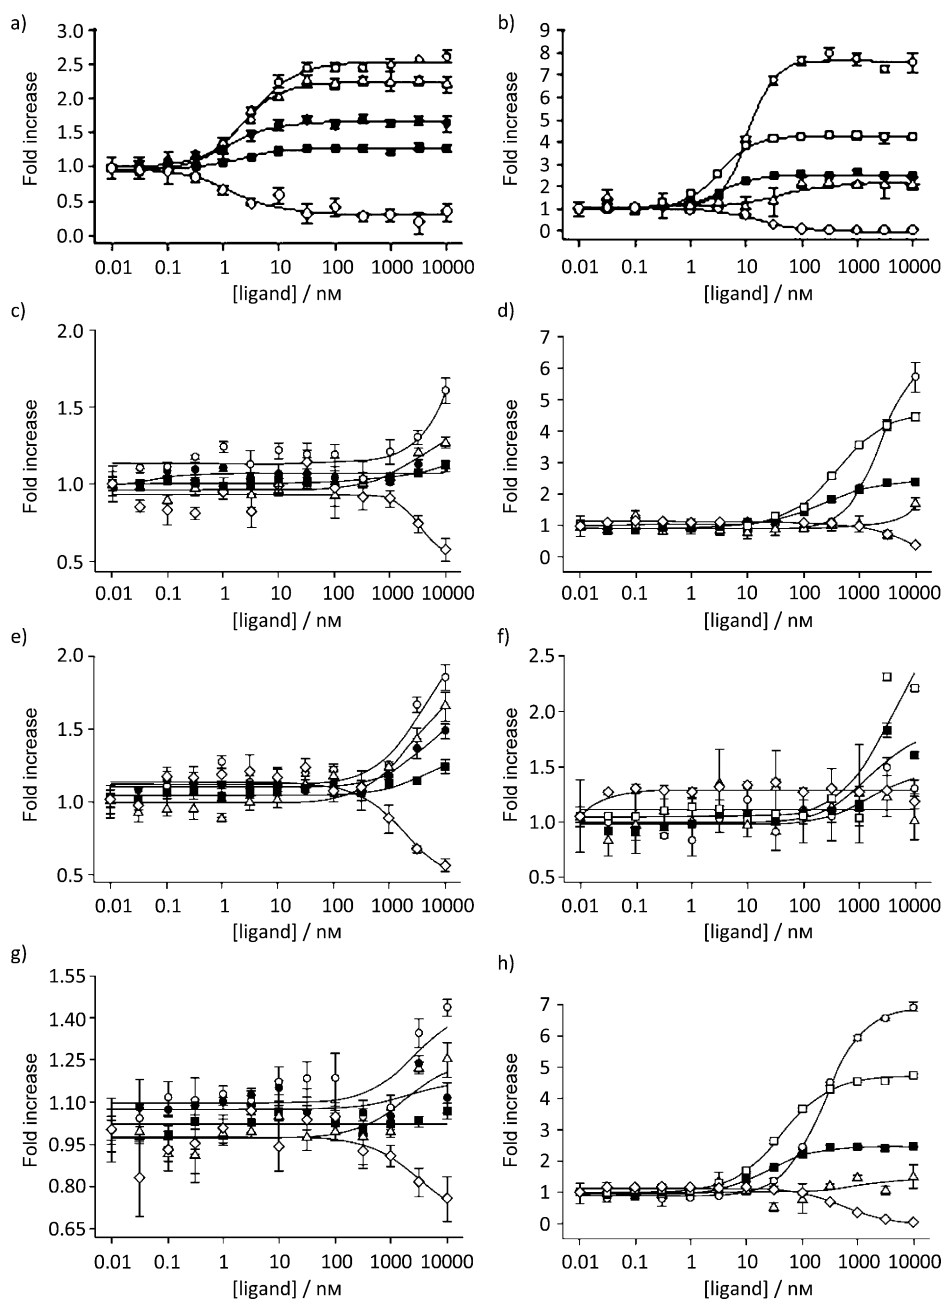 a)
3.0
2.5
2.0
1.5
1.0
0.5
0.0
Fold increase
0.01 0.1 1 10 100 1000 10000
[ligand] / nM
b)
9
8
7
6
5
4
3
2
1
0
Fold increase
0.01 0.1 1 10 100 1000 10000
[ligand] / nM
c)
2.0
1.5
1.0
0.5
Fold increase
0.01 0.1 1 10 100 1000 10000
[ligand] / nM
d)
7
6
5
4
3
2
1
0
Fold increase
0.01 0.1 1 10 100 1000 10000
[ligand] / nM
e)
2.0
1.5
1.0
0.5
Fold increase
0.01 0.1 1 10 100 1000 10000
[ligand] / nM
f)
2.5
2.0
1.5
1.0
0.5
Fold increase
0.01 0.1 1 10 100 1000 10000
[ligand] / nM
g)
1.55
1.40
1.25
1.10
0.95
0.80
0.65
Fold increase
0.01 0.1 1 10 100 1000 10000
[ligand] / nM
h)
7
6
5
4
3
2
1
0
Fold increase
0.01 0.1 1 10 100 1000 10000
[ligand] / nM